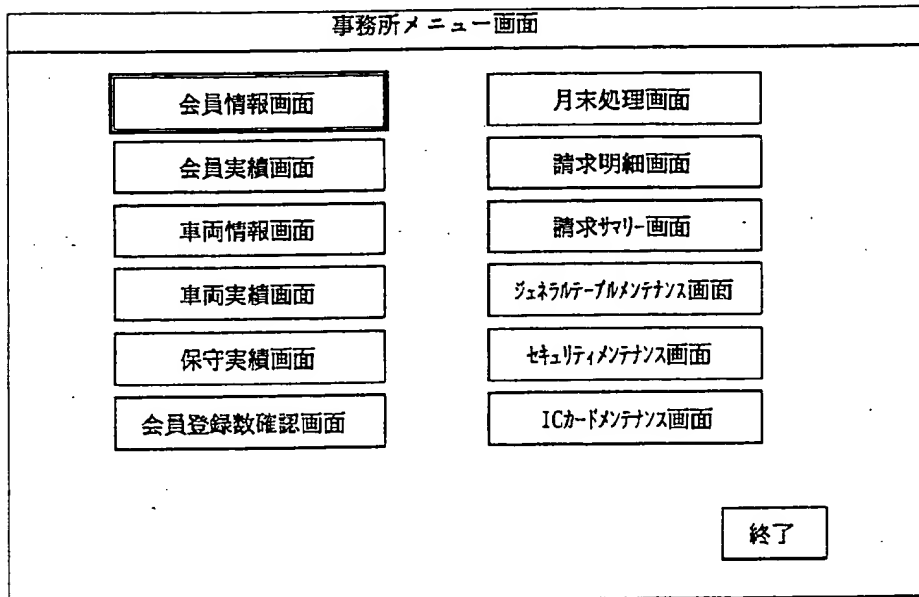 事務所メニュー画面
会員情報画面
会員実績画面
車両情報画面
車両実績画面
保守実績画面
会員登録数確認画面
月末処理画面
請求明細画面
請求ｻﾏﾘｰ画面
ｼﾞｪﾈﾗﾙﾃｰﾌﾞﾙﾒﾝﾃﾅﾝｽ画面
ｾｷｭﾘﾃｨﾒﾝﾃﾅﾝｽ画面
ICｶｰﾄﾞﾒﾝﾃﾅﾝｽ画面
終了